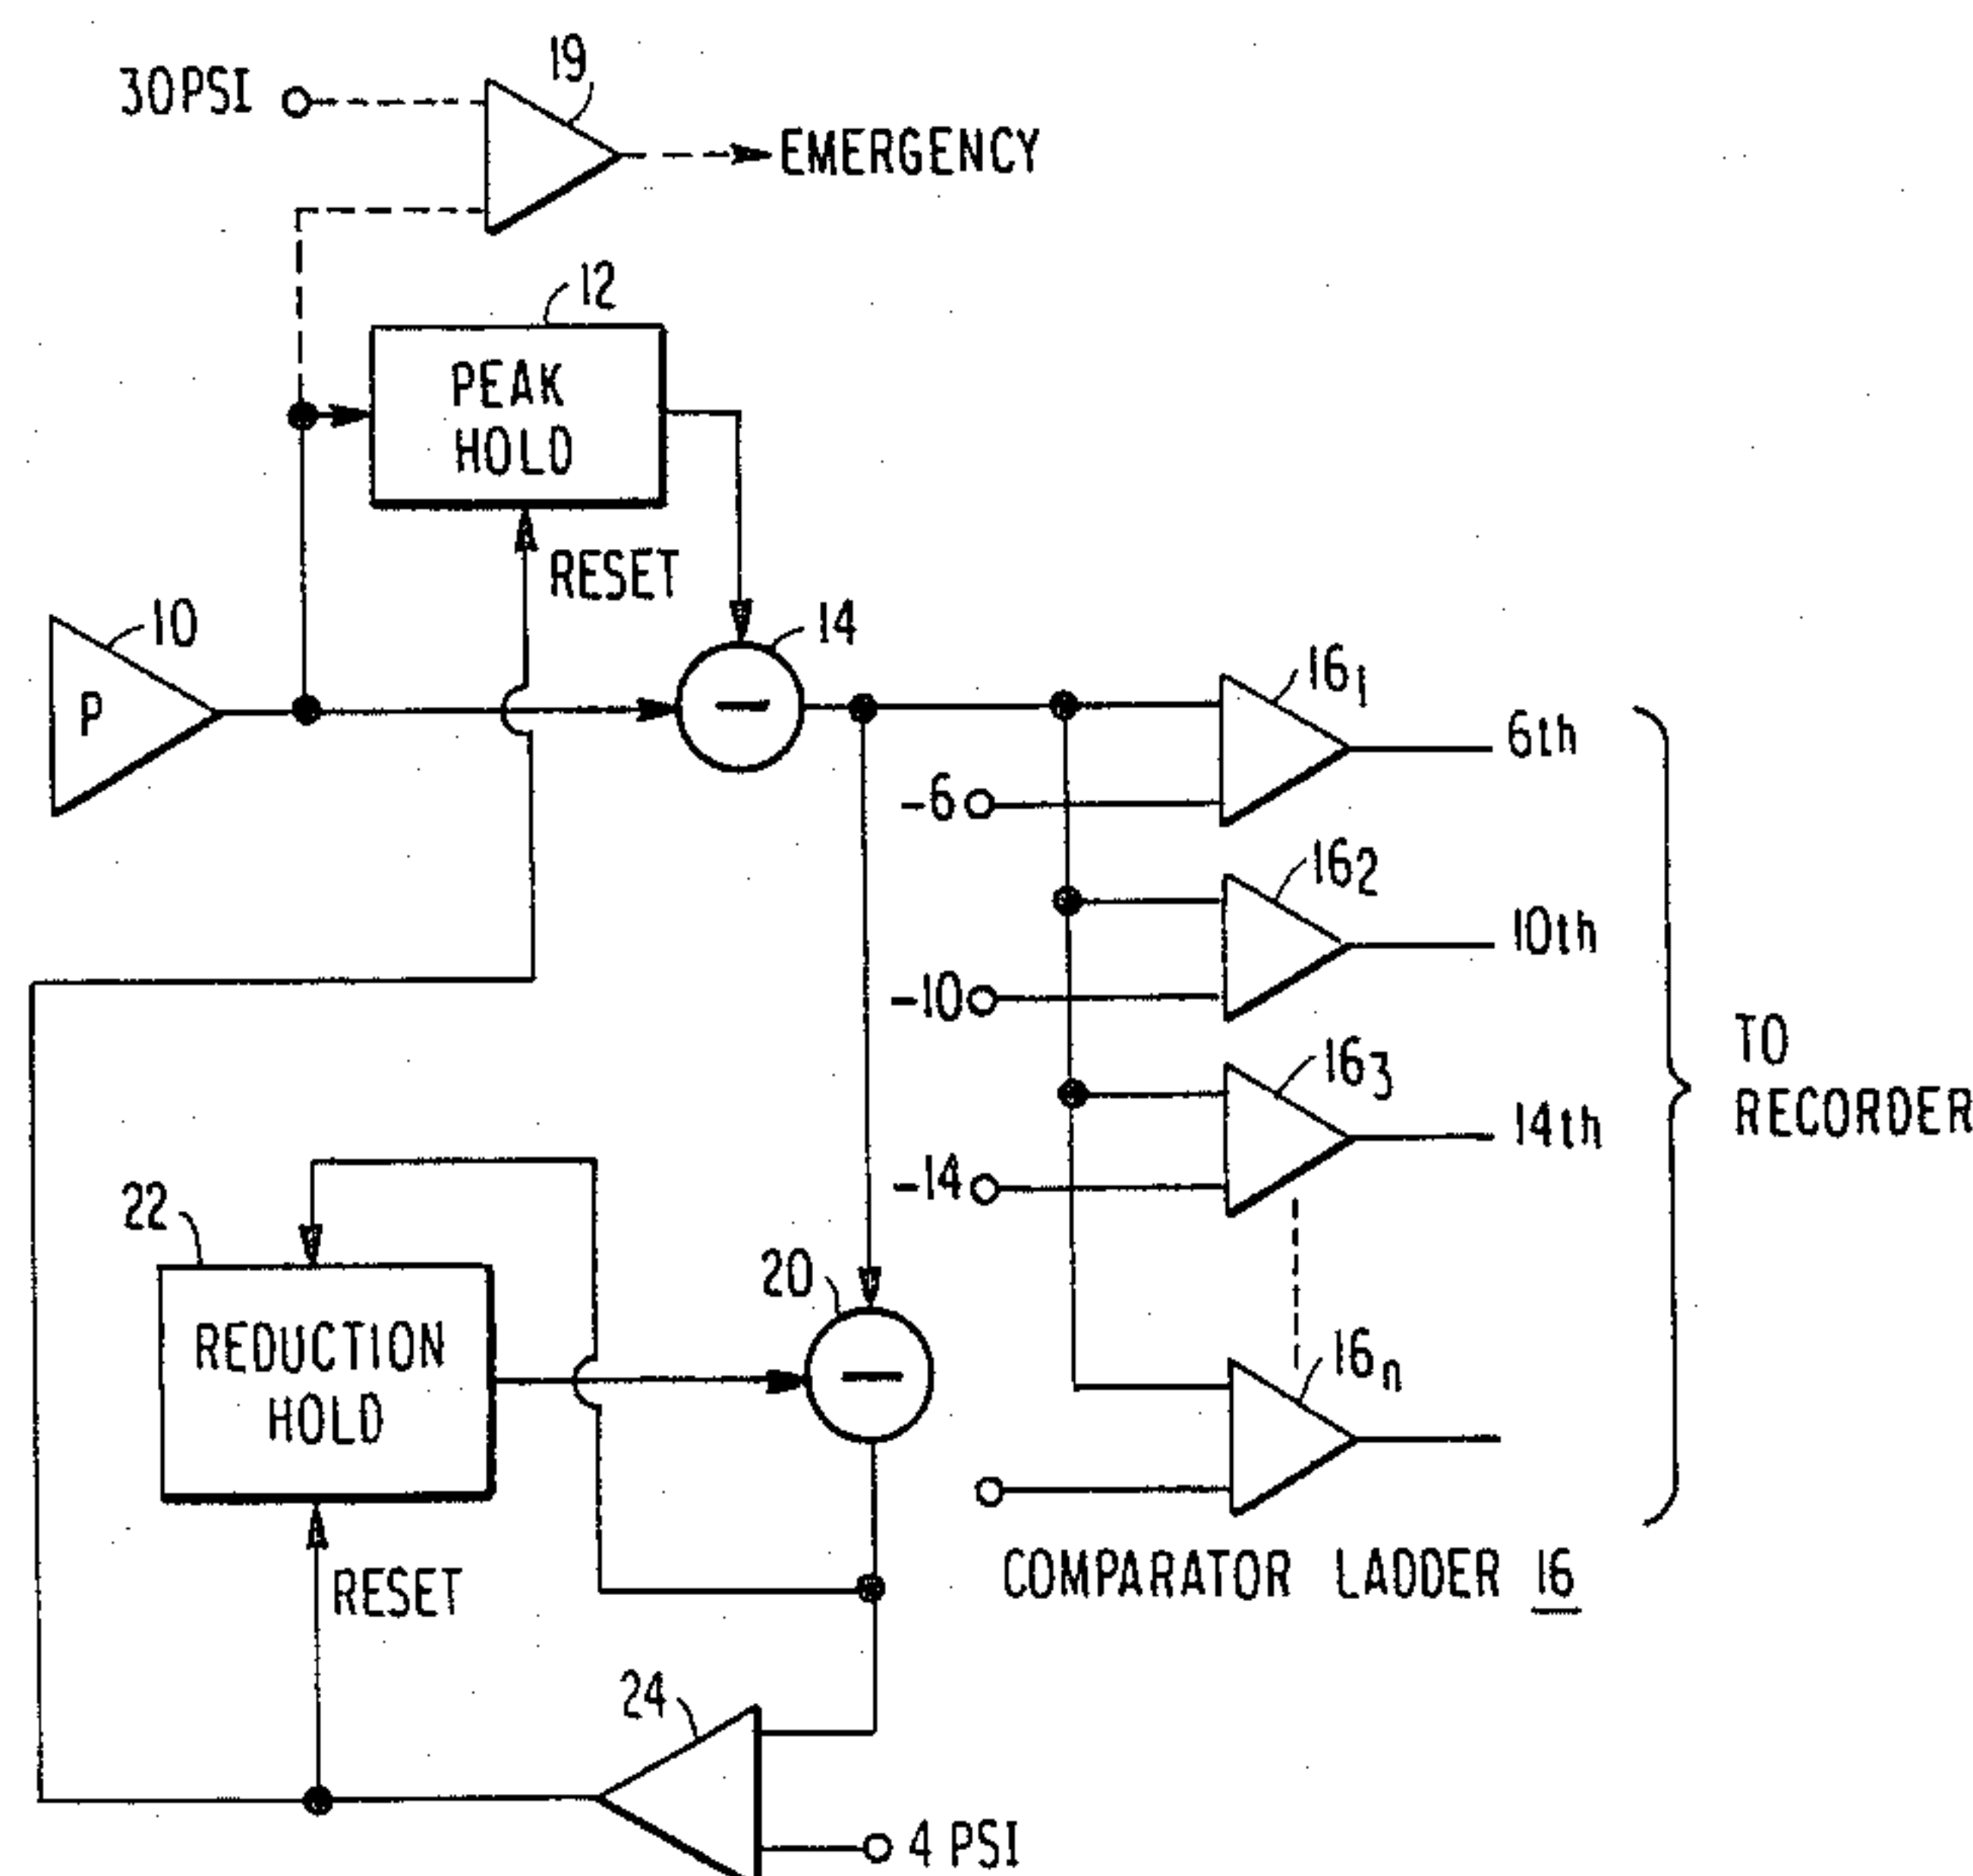 30PSI
19
EMERGENCY
12
PEAK
HOLD
RESET
10
P
14
–
16₁
6th
–6
16₂
10th
–10
16₃
14th
–14
TO
RECORDER
22
REDUCTION
HOLD
20
–
16n
COMPARATOR LADDER 16
RESET
24
4 PSI